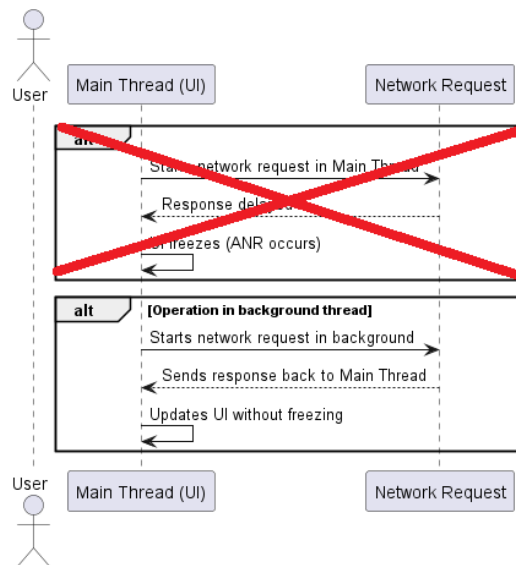 User
Main Thread (UI)
Network Request
alt
Starts network request in Main Thread
Response delayed
UI freezes (ANR occurs)
alt [Operation in background thread]
Starts network request in background
Sends response back to Main Thread
Updates UI without freezing
User
Main Thread (UI)
Network Request